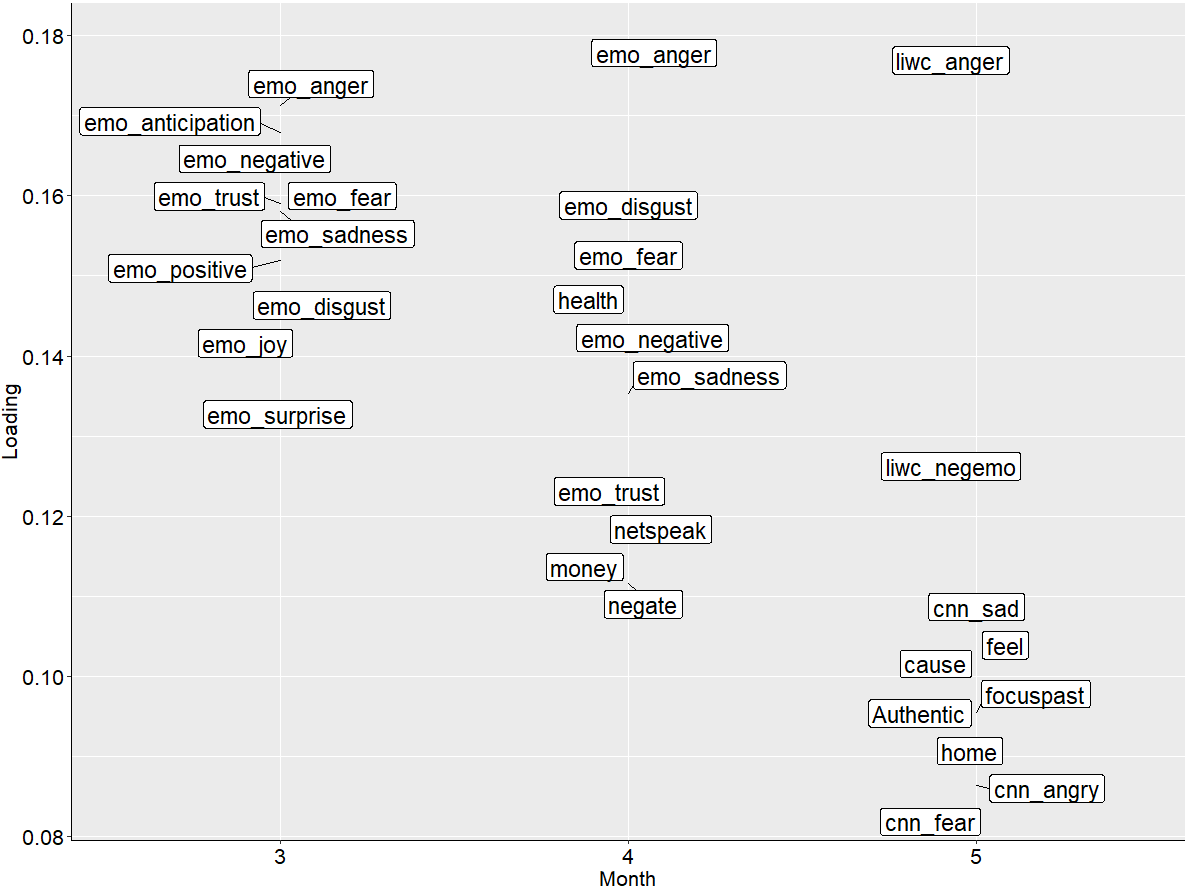 0.18
0.16
0.14
0.12
0.10
0.08
Loading
emo_anger
emo_anticipation
emo_negative
emo_trust
emo_fear
emo_sadness
emo_positive
emo_disgust
emo_joy
emo_surprise
emo_anger
emo_disgust
emo_fear
health
emo_negative
emo_sadness
emo_trust
netspeak
money
negate
liwc_anger
liwc_negemo
cnn_sad
feel
cause
focuspast
Authentic
home
cnn_angry
cnn_fear
3
4
5
Month